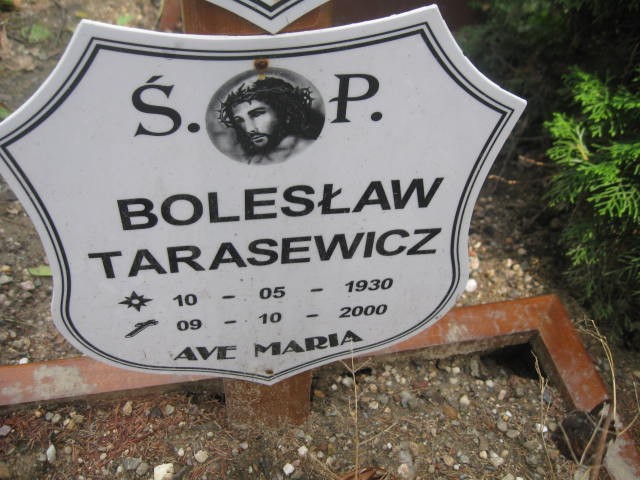 Ś. P.
BOLESŁAW
TARASEWICZ
10 - 05 - 1930
09 - 10 - 2000
AVE MARIA